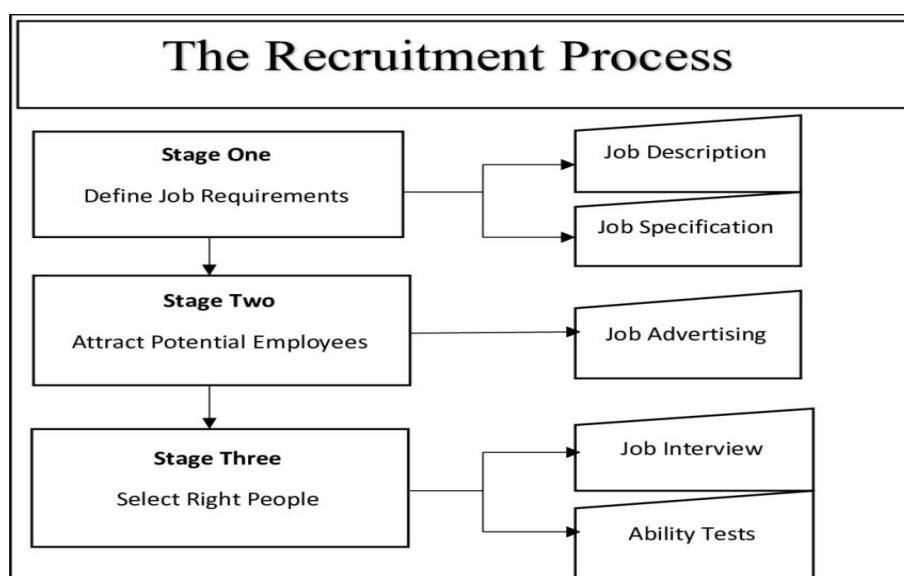 The Recruitment Process
Stage One
Define Job Requirements
Job Description
Job Specification
Stage Two
Attract Potential Employees
Job Advertising
Stage Three
Select Right People
Job Interview
Ability Tests